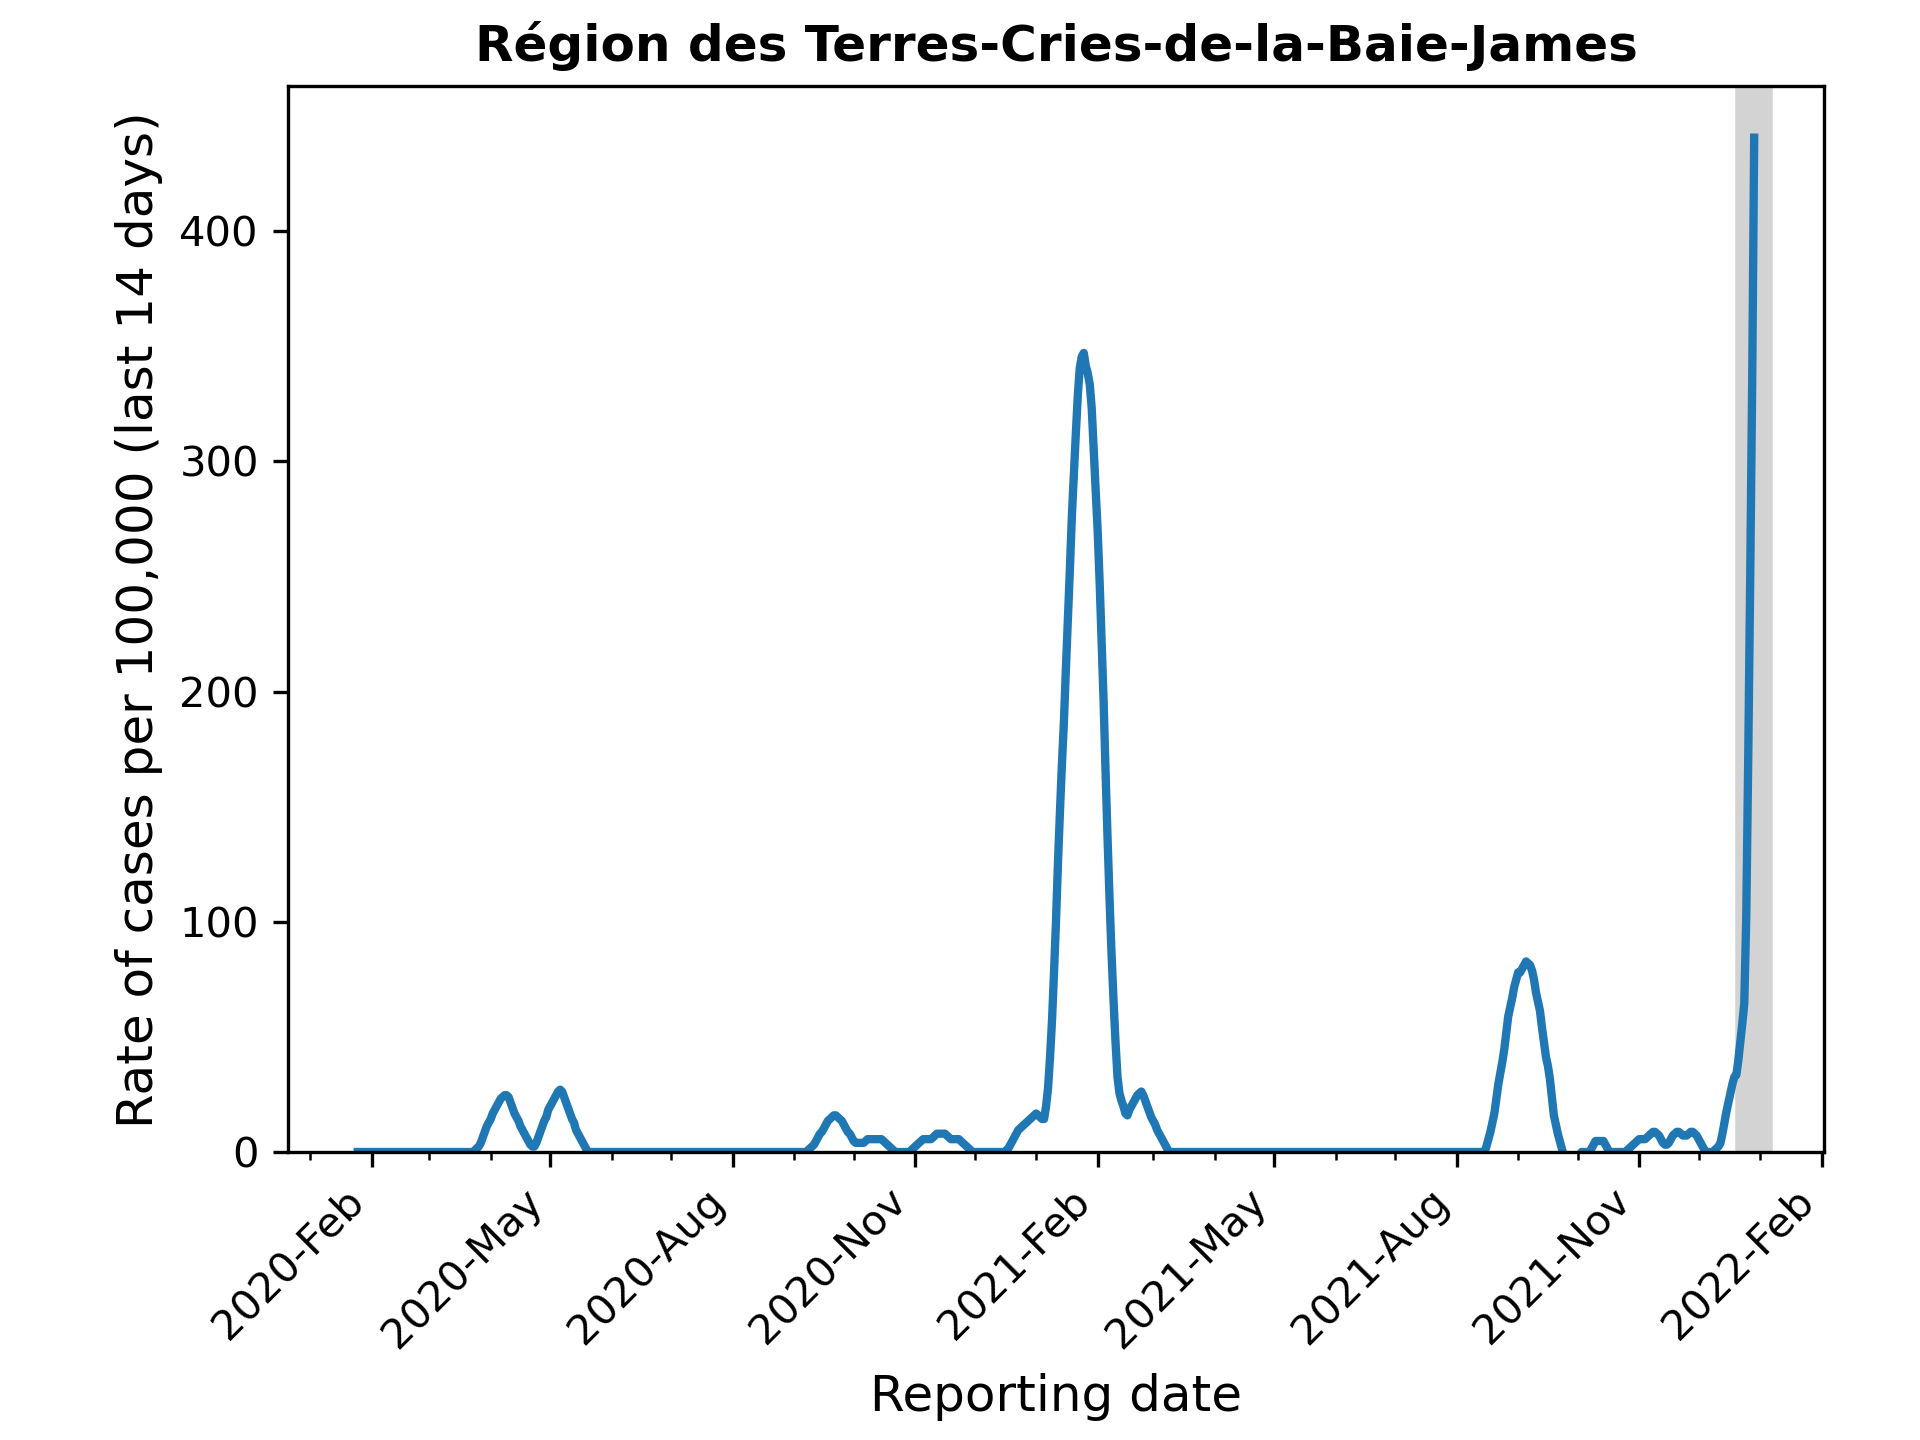 Région des Terres-Cries-de-la-Baie-James
Rate of cases per 100,000 (last 14 days)
400
300
200
100
0
2020-Feb
2020-May
2020-Aug
2020-Nov
2021-Feb
2021-May
2021-Aug
2021-Nov
2022-Feb
Reporting date